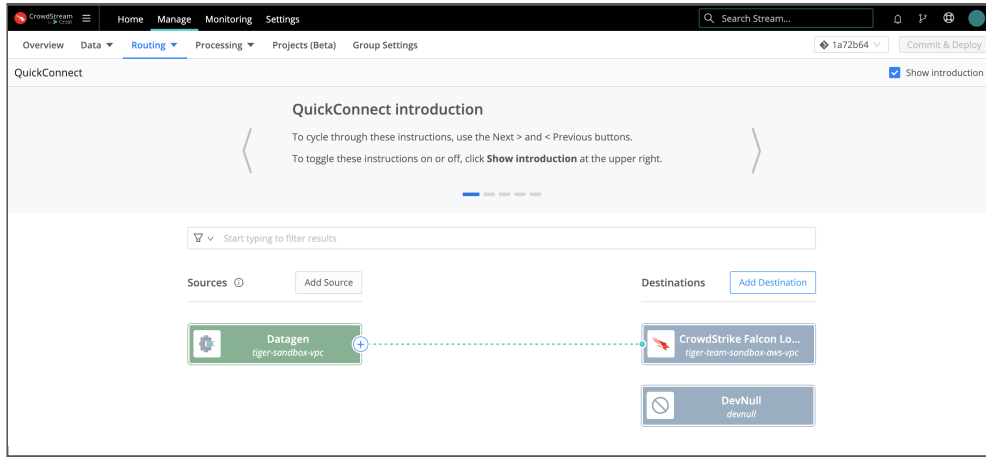 CrowdStream
by Cribl
Home Manage Monitoring Settings
Search Stream...
Overview Data Routing Processing Projects (Beta) Group Settings
1a72b64
Commit & Deploy
QuickConnect
Show introduction
QuickConnect introduction
To cycle through these instructions, use the Next > and < Previous buttons.
To toggle these instructions on or off, click Show introduction at the upper right.
Start typing to filter results
Sources
Add Source
Destinations
Add Destination
Datagen
tiger-sandbox-vpc
CrowdStrike Falcon Lo...
tiger-team-sandbox-aws-vpc
DevNull
devnull